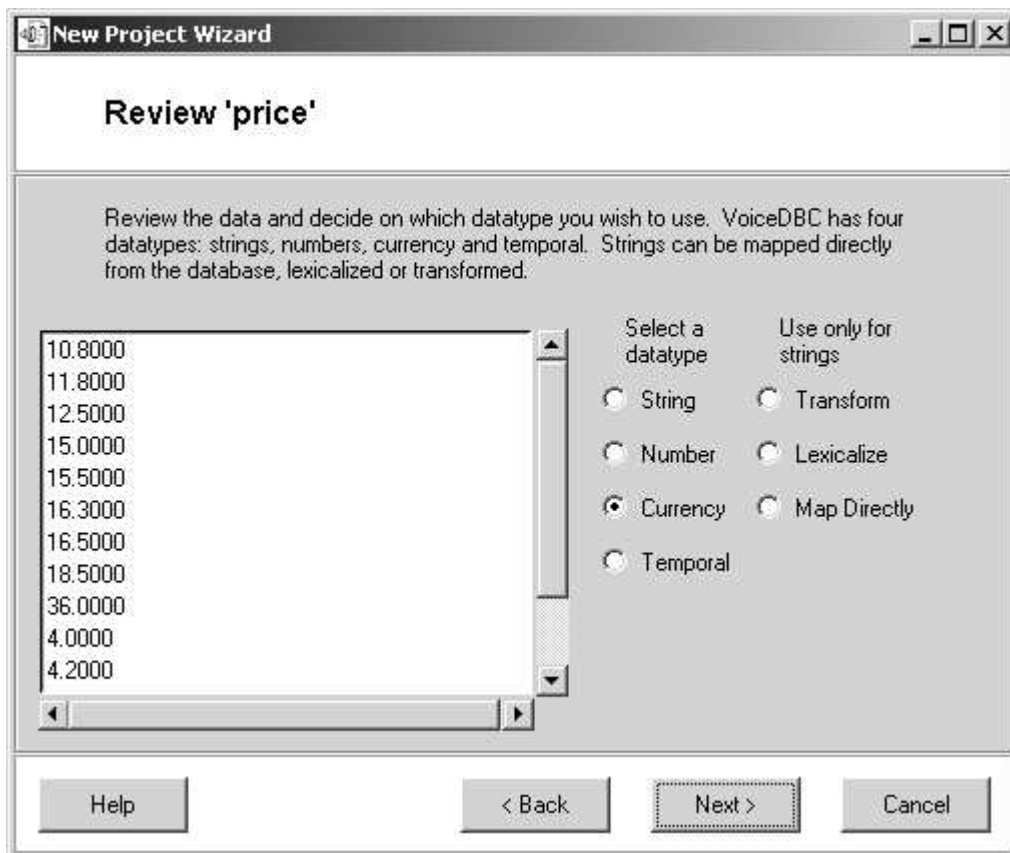 New Project Wizard
Review 'price'
Review the data and decide on which datatype you wish to use. VoiceDBC has four
datatypes: strings, numbers, currency and temporal. Strings can be mapped directly
from the database, lexicalized or transformed.
10.8000
11.8000
12.5000
15.0000
15.5000
16.3000
16.5000
18.5000
36.0000
4.0000
4.2000
Select a
datatype
String
Number
Currency
Temporal
Use only for
strings
Transform
Lexicalize
Map Directly
Help
< Back
Next >
Cancel